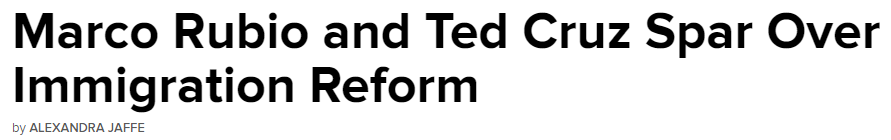 Marco Rubio and Ted Cruz Spar Over
Immigration Reform
by ALEXANDRA JAFFE